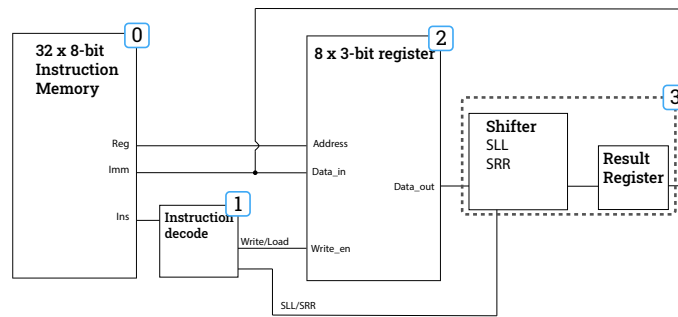 0
32 x 8-bit
Instruction
Memory
Reg
Imm
Ins
1
Instruction
decode
Write/Load
SLL/SRR
2
8 x 3-bit register
Address
Data_in
Data_out
Write_en
3
Shifter
SLL
SRR
Result
Register